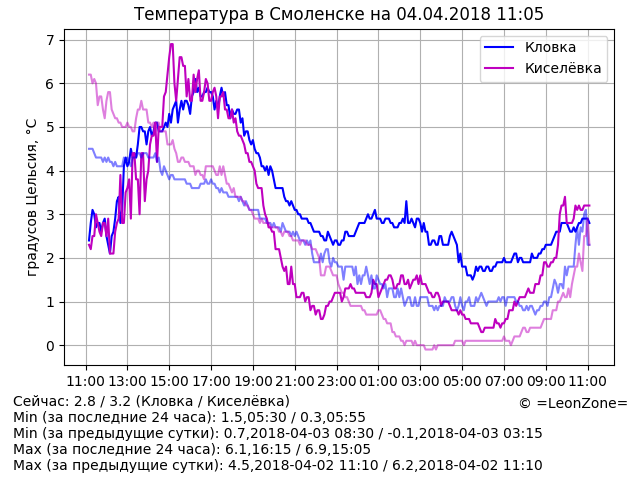 Температура в Смоленске на 04.04.2018 11:05
Кловка
Киселёвка
градусов Цельсия, °C
7
6
5
4
3
2
1
0
11:00 13:00 15:00 17:00 19:00 21:00 23:00 01:00 03:00 05:00 07:00 09:00 11:00
Сейчас: 2.8 / 3.2 (Кловка / Киселёвка)
© =LeonZone=
Min (за последние 24 часа): 1.5,05:30 / 0.3,05:55
Min (за предыдущие сутки): 0.7,2018-04-03 08:30 / -0.1,2018-04-03 03:15
Max (за последние 24 часа): 6.1,16:15 / 6.9,15:05
Max (за предыдущие сутки): 4.5,2018-04-02 11:10 / 6.2,2018-04-02 11:10